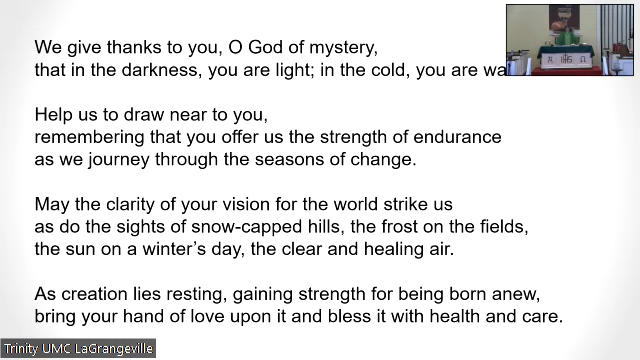 We give thanks to you, O God of mystery,
that in the darkness, you are light; in the cold, you are
Help us to draw near to you,
remembering that you offer us the strength of endurance
as we journey through the seasons of change.
May the clarity of your vision for the world strike us
as do the sights of snow-capped hills, the frost on the fields,
the sun on a winter’s day, the clear and healing air.
As creation lies resting, gaining strength for being born anew,
bring your hand of love upon it and bless it with health and care.
Trinity UMC LaGrangeville